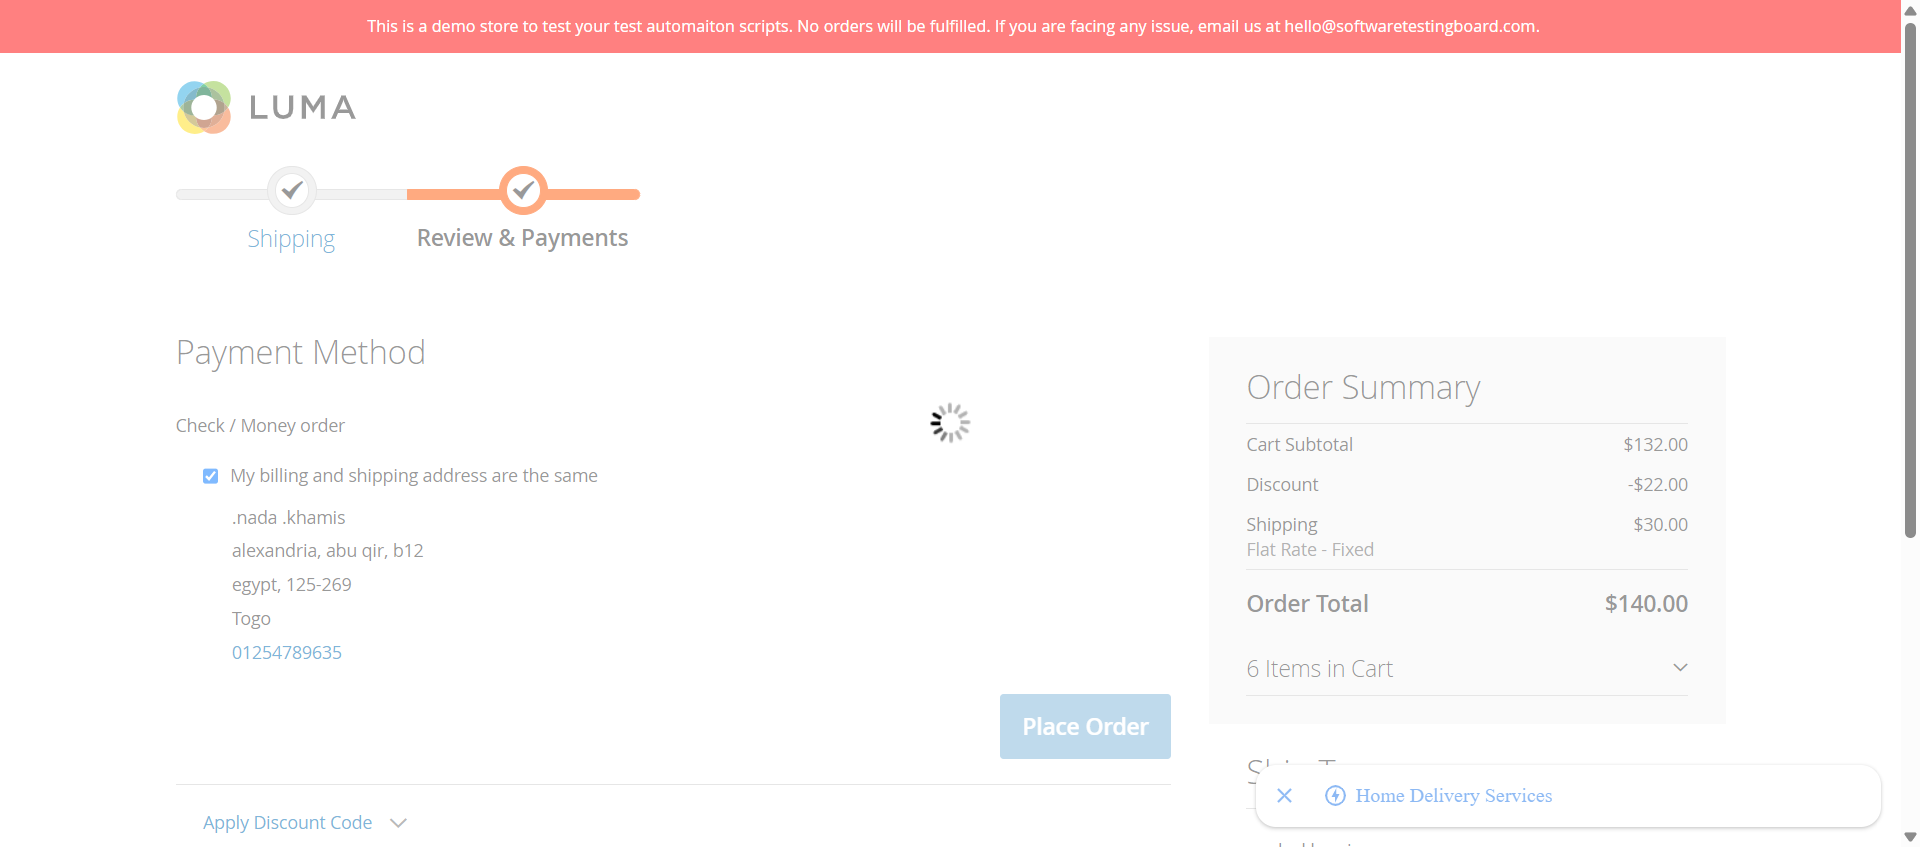 This is a demo store to test your test automaiton scripts. No orders will be fulfilled. If you are facing any issue, email us at hello@softwaretestingboard.com.
LUMA
Shipping
Review & Payments
Payment Method
Check / Money order
My billing and shipping address are the same
.nada .khamis
alexandria, abu qir, b12
egypt, 125-269
Togo
01254789635
Place Order
Apply Discount Code
Order Summary
Cart Subtotal $132.00
Discount -$22.00
Shipping $30.00
Flat Rate - Fixed
Order Total $140.00
6 Items in Cart
Home Delivery Services